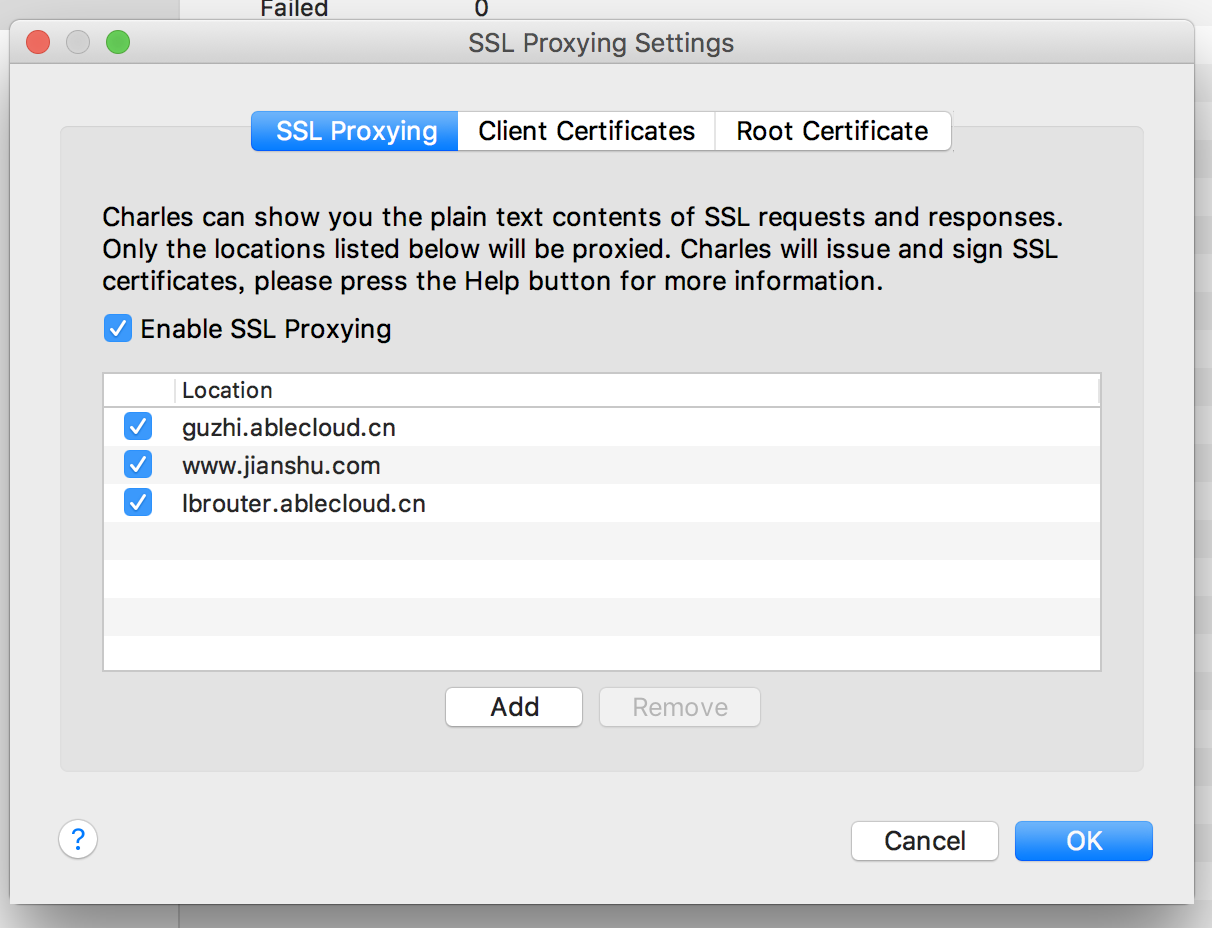 Failed 0
SSL Proxying Settings
SSL Proxying Client Certificates Root Certificate
Charles can show you the plain text contents of SSL requests and responses.
Only the locations listed below will be proxied. Charles will issue and sign SSL
certificates, please press the Help button for more information.
Enable SSL Proxying
Location
guzhi.ablecloud.cn
www.jianshu.com
lbrouter.ablecloud.cn
Add Remove
? Cancel OK